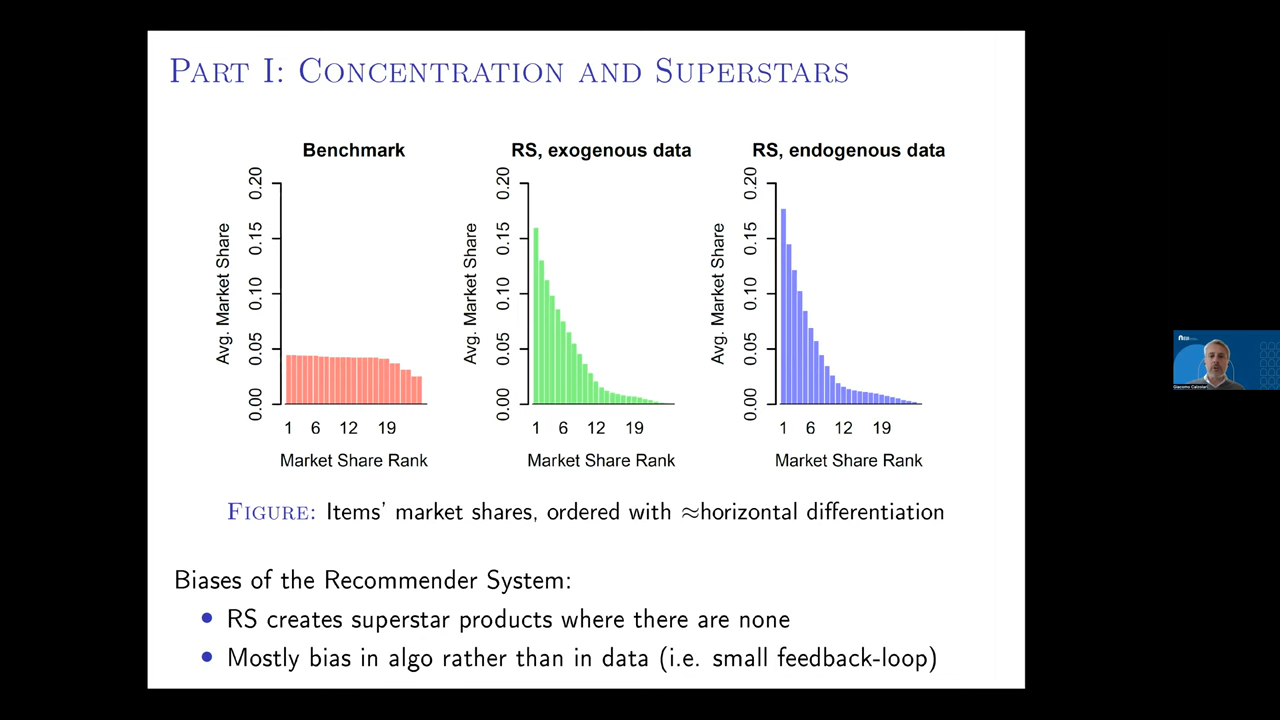 PART I: CONCENTRATION AND SUPERSTARS
Benchmark
RS, exogenous data
RS, endogenous data
Avg. Market Share
0.00 0.05 0.10 0.15 0.20
1 6 12 19
Market Share Rank
Avg. Market Share
0.00 0.05 0.10 0.15 0.20
1 6 12 19
Market Share Rank
Avg. Market Share
0.00 0.05 0.10 0.15 0.20
1 6 12 19
Market Share Rank
FIGURE: Items' market shares, ordered with ≈horizontal differentiation
Biases of the Recommender System:
• RS creates superstar products where there are none
• Mostly bias in algo rather than in data (i.e. small feedback-loop)